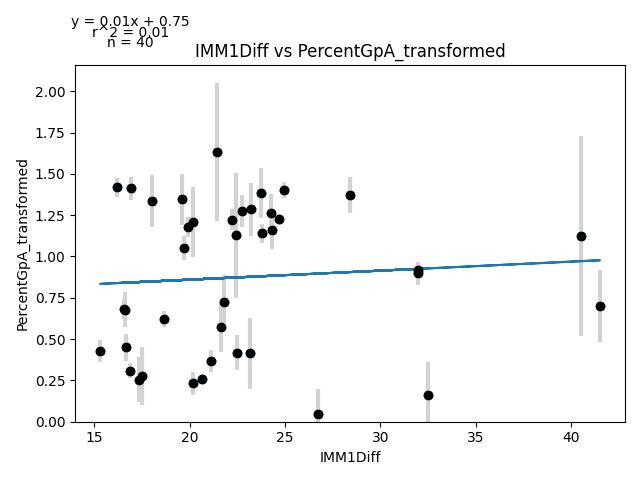 y = 0.01x + 0.75
r^2 = 0.01
n = 40
IMM1Diff vs PercentGpA_transformed
2.00
1.75
1.50
1.25
1.00
0.75
0.50
0.25
0.00
PercentGpA_transformed
15 20 25 30 35 40
IMM1Diff